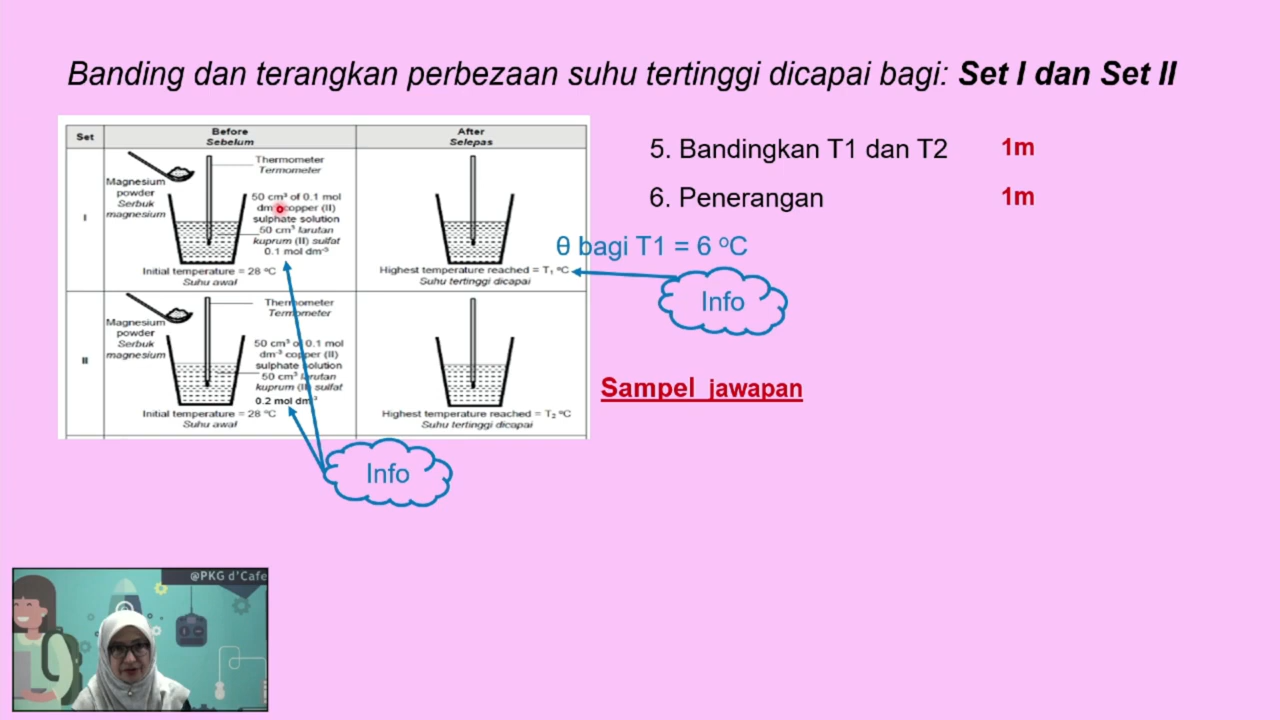 Banding dan terangkan perbezaan suhu tertinggi dicapai bagi: Set I dan Set II
Set
Before
Sebelum
After
Selepas
I
Magnesium
powder
Serbuk
magnesium
Thermometer
Termometer
50 cm³ of 0.1 mol
dm⁻³ copper (II)
sulphate solution
50 cm³ larutan
kuprum (II) sulfat
0.1 mol dm⁻³
Initial temperature = 28 ⁰C
Suhu awal
Highest temperature reached = T₁ ⁰C
Suhu tertinggi dicapai
II
Magnesium
powder
Serbuk
magnesium
Thermometer
Termometer
50 cm³ of 0.1 mol
dm⁻³ copper (II)
sulphate solution
50 cm³ larutan
kuprum (II) sulfat
0.2 mol dm⁻³
Initial temperature = 28 ⁰C
Suhu awal
Highest temperature reached = T₂ ⁰C
Suhu tertinggi dicapai
5. Bandingkan T1 dan T2 1m
6. Penerangan 1m
θ bagi T1 = 6 ⁰C
Info
Sampel jawapan
Info
@PKG d'Cafe